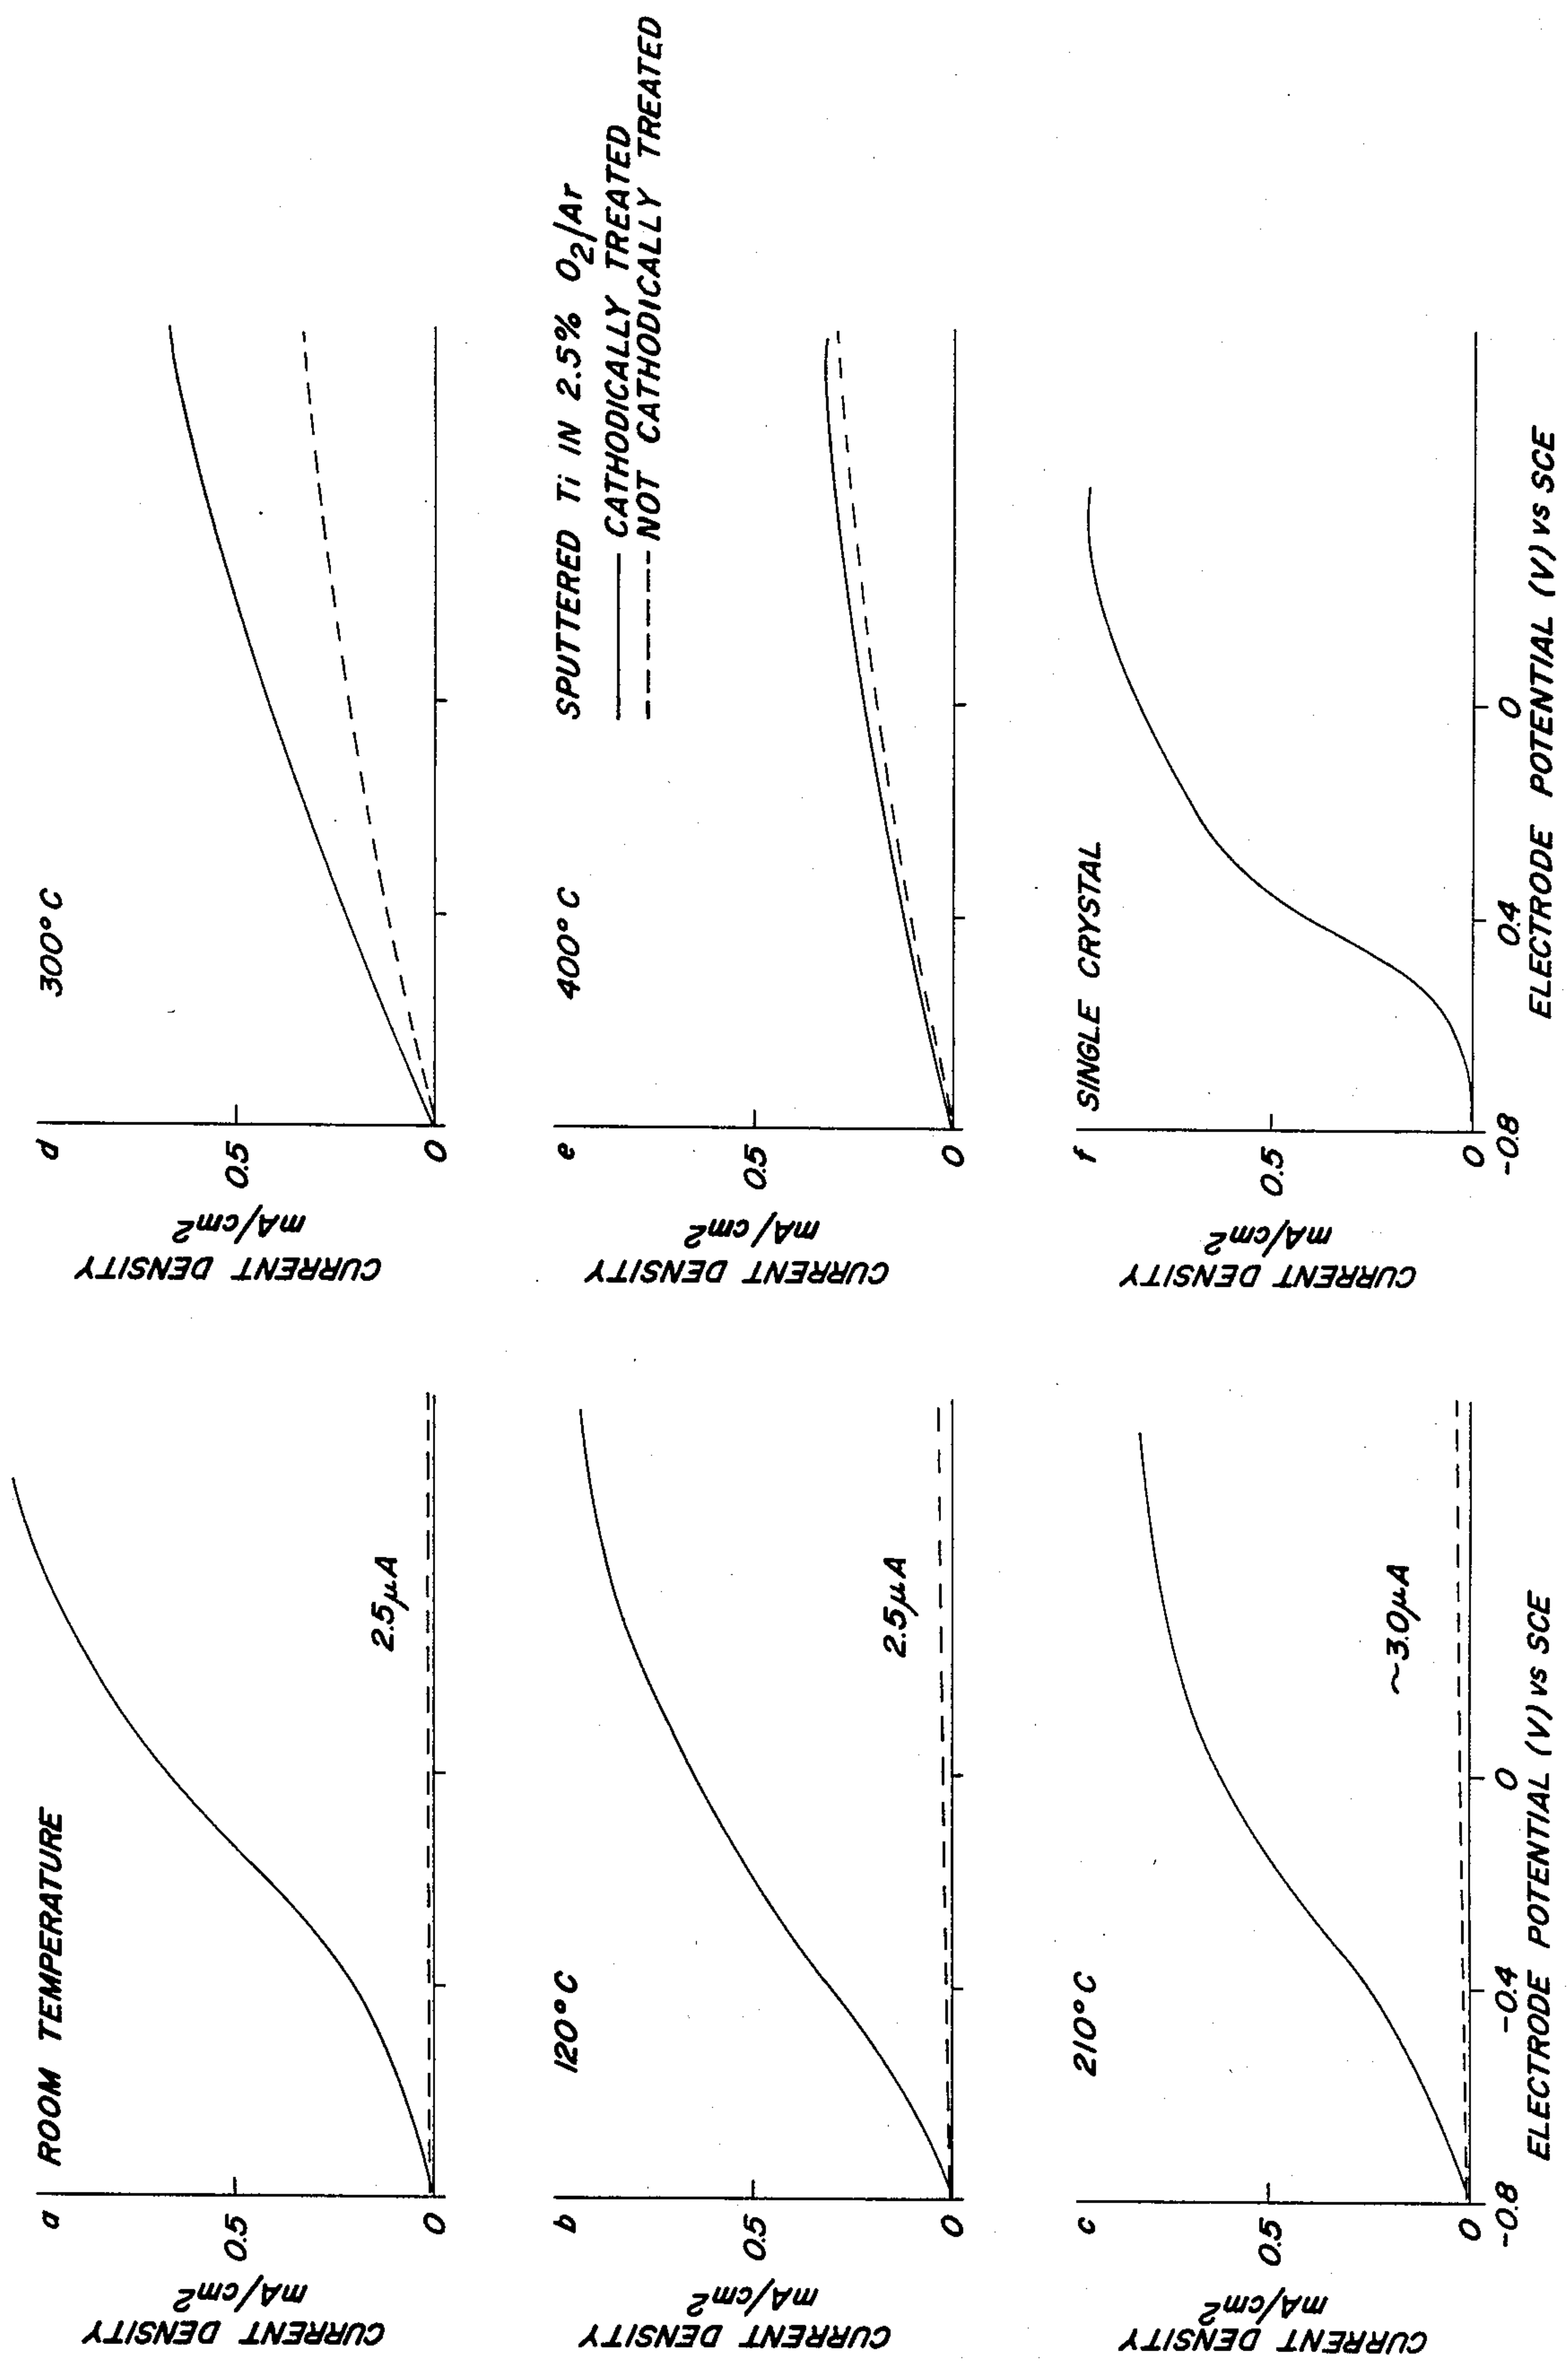 a ROOM TEMPERATURE
CURRENT DENSITY
mA/cm2
0.5
0
2.5μA
b
120°C
CURRENT DENSITY
mA/cm2
0.5
0
2.5μA
c
210°C
CURRENT DENSITY
mA/cm2
0.5
0
~3.0μA
-0.8
-0.4
0
ELECTRODE POTENTIAL (V) vs SCE
d
300°C
CURRENT DENSITY
mA/cm2
0.5
0
SPUTTERED Ti IN 2.5% O2/Ar
CATHODICALLY TREATED
NOT CATHODICALLY TREATED
e
400°C
CURRENT DENSITY
mA/cm2
0.5
0
f SINGLE CRYSTAL
CURRENT DENSITY
mA/cm2
0.5
0
-0.8
0.4
0
ELECTRODE POTENTIAL (V) vs SCE